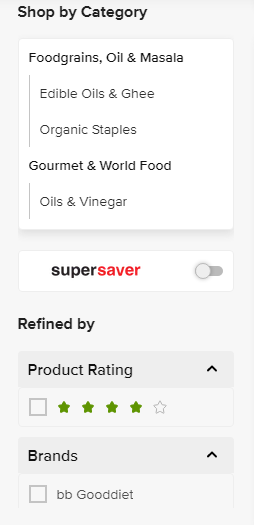 Shop by Category
Foodgrains, Oil & Masala
Edible Oils & Ghee
Organic Staples
Gourmet & World Food
Oils & Vinegar
supersaver
Refined by
Product Rating
Brands
bb Gooddiet